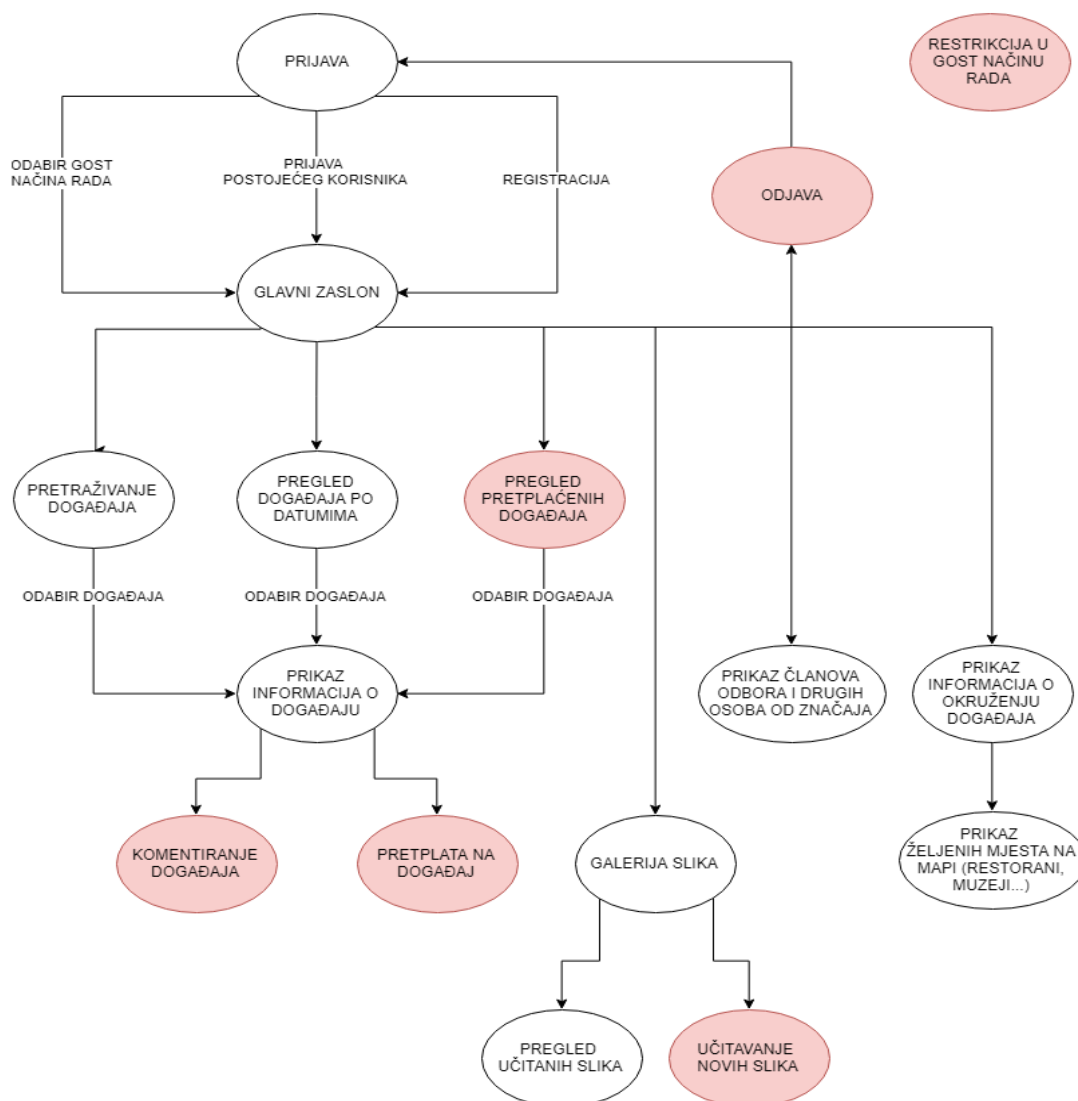 PRIJAVA
RESTRIKCIJA U
GOST NAČINU
RADA
ODABIR GOST
NAČINA RADA
PRIJAVA
POSTOJEĆEG KORISNIKA
REGISTRACIJA
ODJAVA
GLAVNI ZASLON
PRETRAŽIVANJE
DOGAĐAJA
PREGLED
DOGAĐAJA PO
DATUMIMA
PREGLED
PRETPLAĆENIH
DOGAĐAJA
ODABIR DOGAĐAJA
ODABIR DOGAĐAJA
ODABIR DOGAĐAJA
PRIKAZ
INFORMACIJA O
DOGAĐAJU
PRIKAZ ČLANOVA
ODBORA I DRUGIH
OSOBA OD ZNAČAJA
PRIKAZ
INFORMACIJA O
OKRUŽENJU
DOGAĐAJA
KOMENTIRANJE
DOGAĐAJA
PRETPLATA NA
DOGAĐAJ
GALERIJA SLIKA
PRIKAZ
ŽELJENIH MJESTA NA
MAPI (RESTORANI,
MUZEJI...)
PREGLED
UČITANIH SLIKA
UČITAVANJE
NOVIH SLIKA